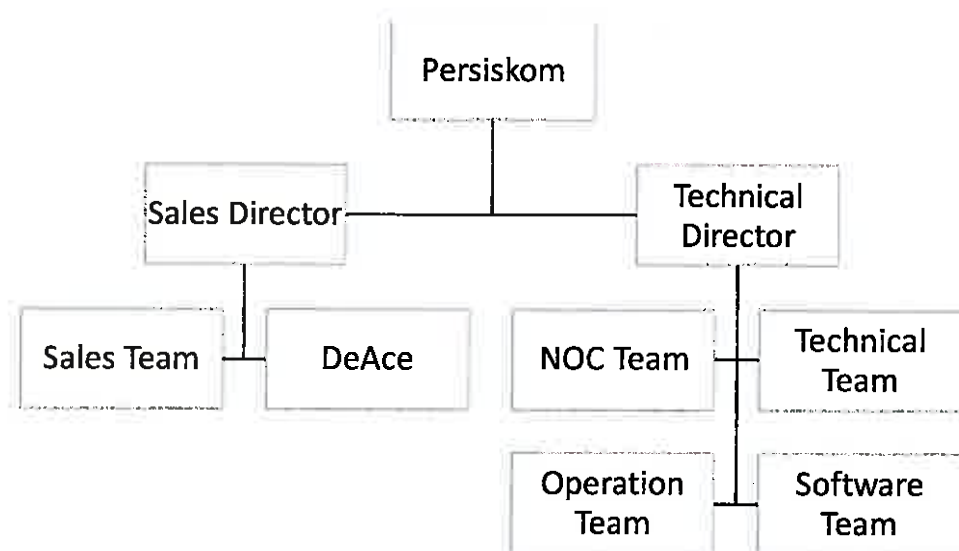 Persiskom
Sales Director
Technical
Director
Sales Team
DeAce
NOC Team
Technical
Team
Operation
Team
Software
Team